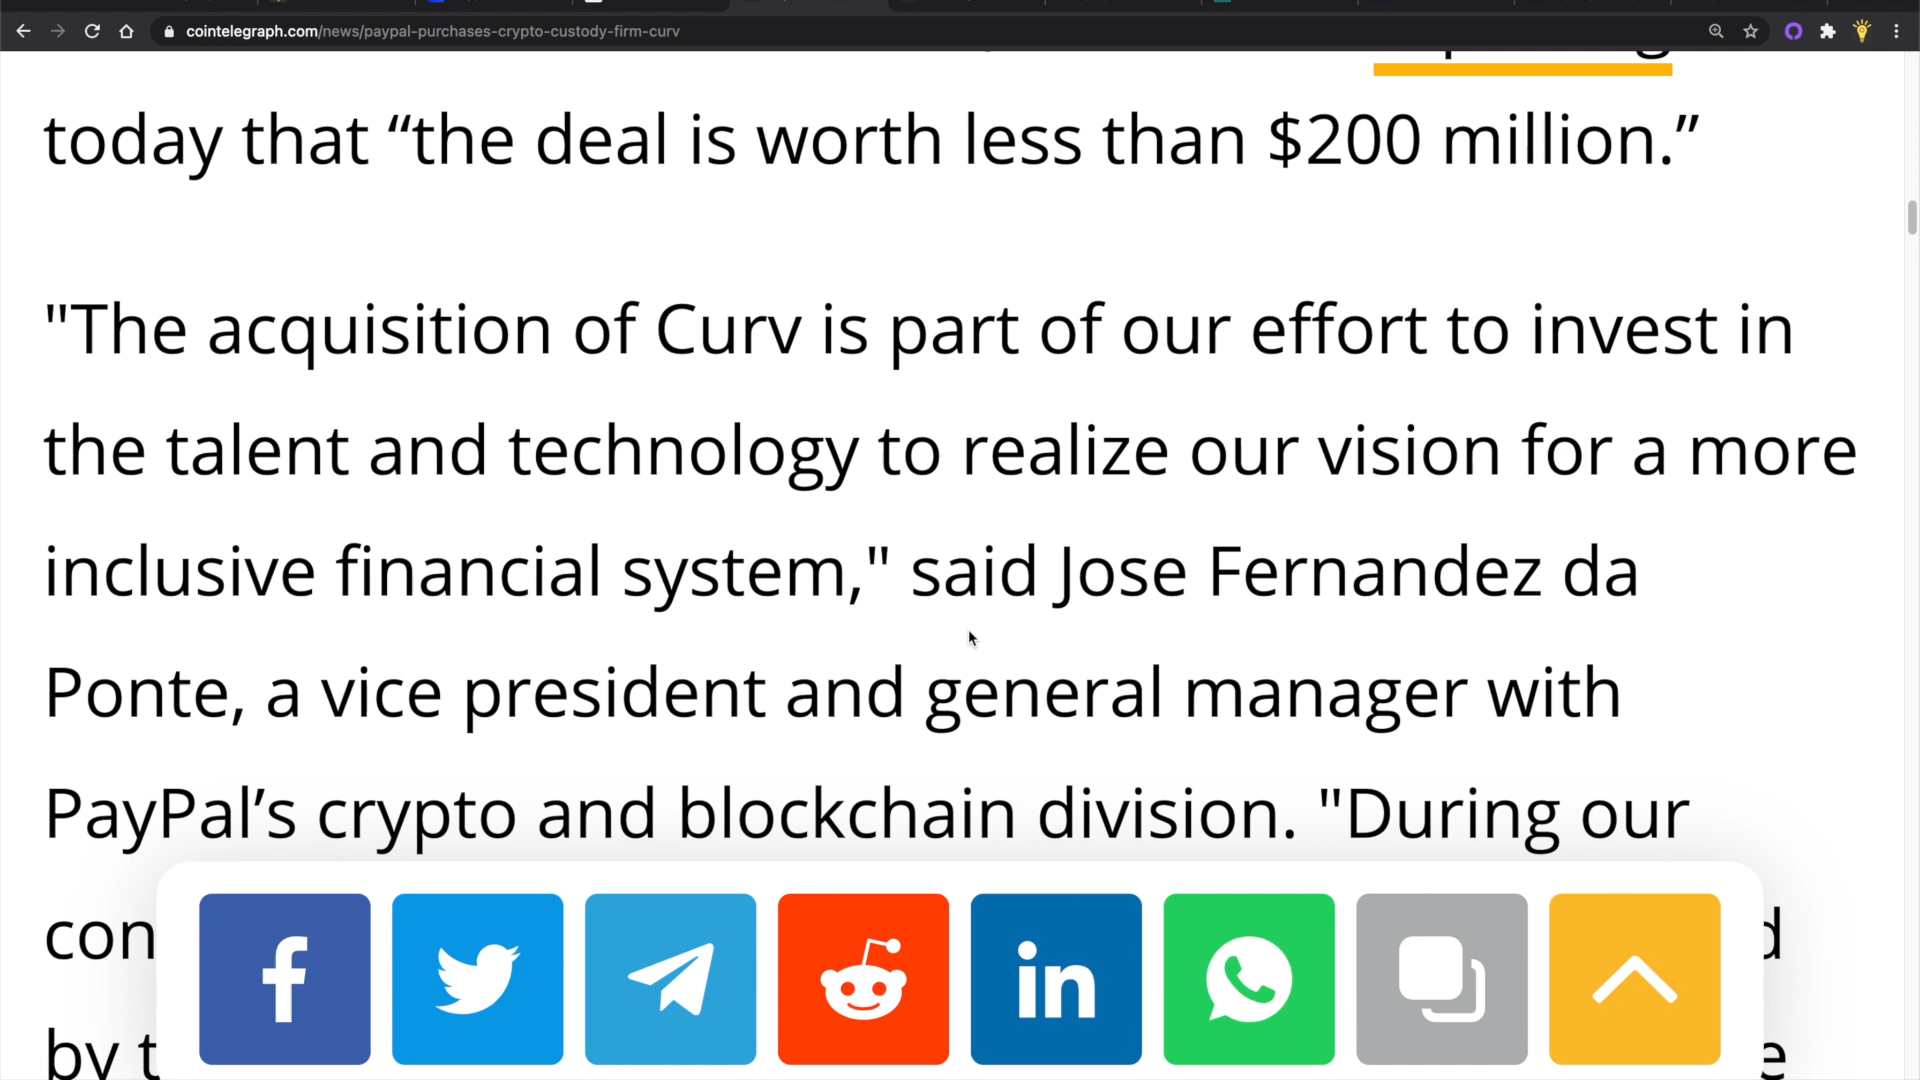 cointelegraph.com/news/paypal-purchases-crypto-custody-firm-curv
today that “the deal is worth less than $200 million.”
"The acquisition of Curv is part of our effort to invest in
the talent and technology to realize our vision for a more
inclusive financial system," said Jose Fernandez da
Ponte, a vice president and general manager with
PayPal’s crypto and blockchain division. "During our
by
in